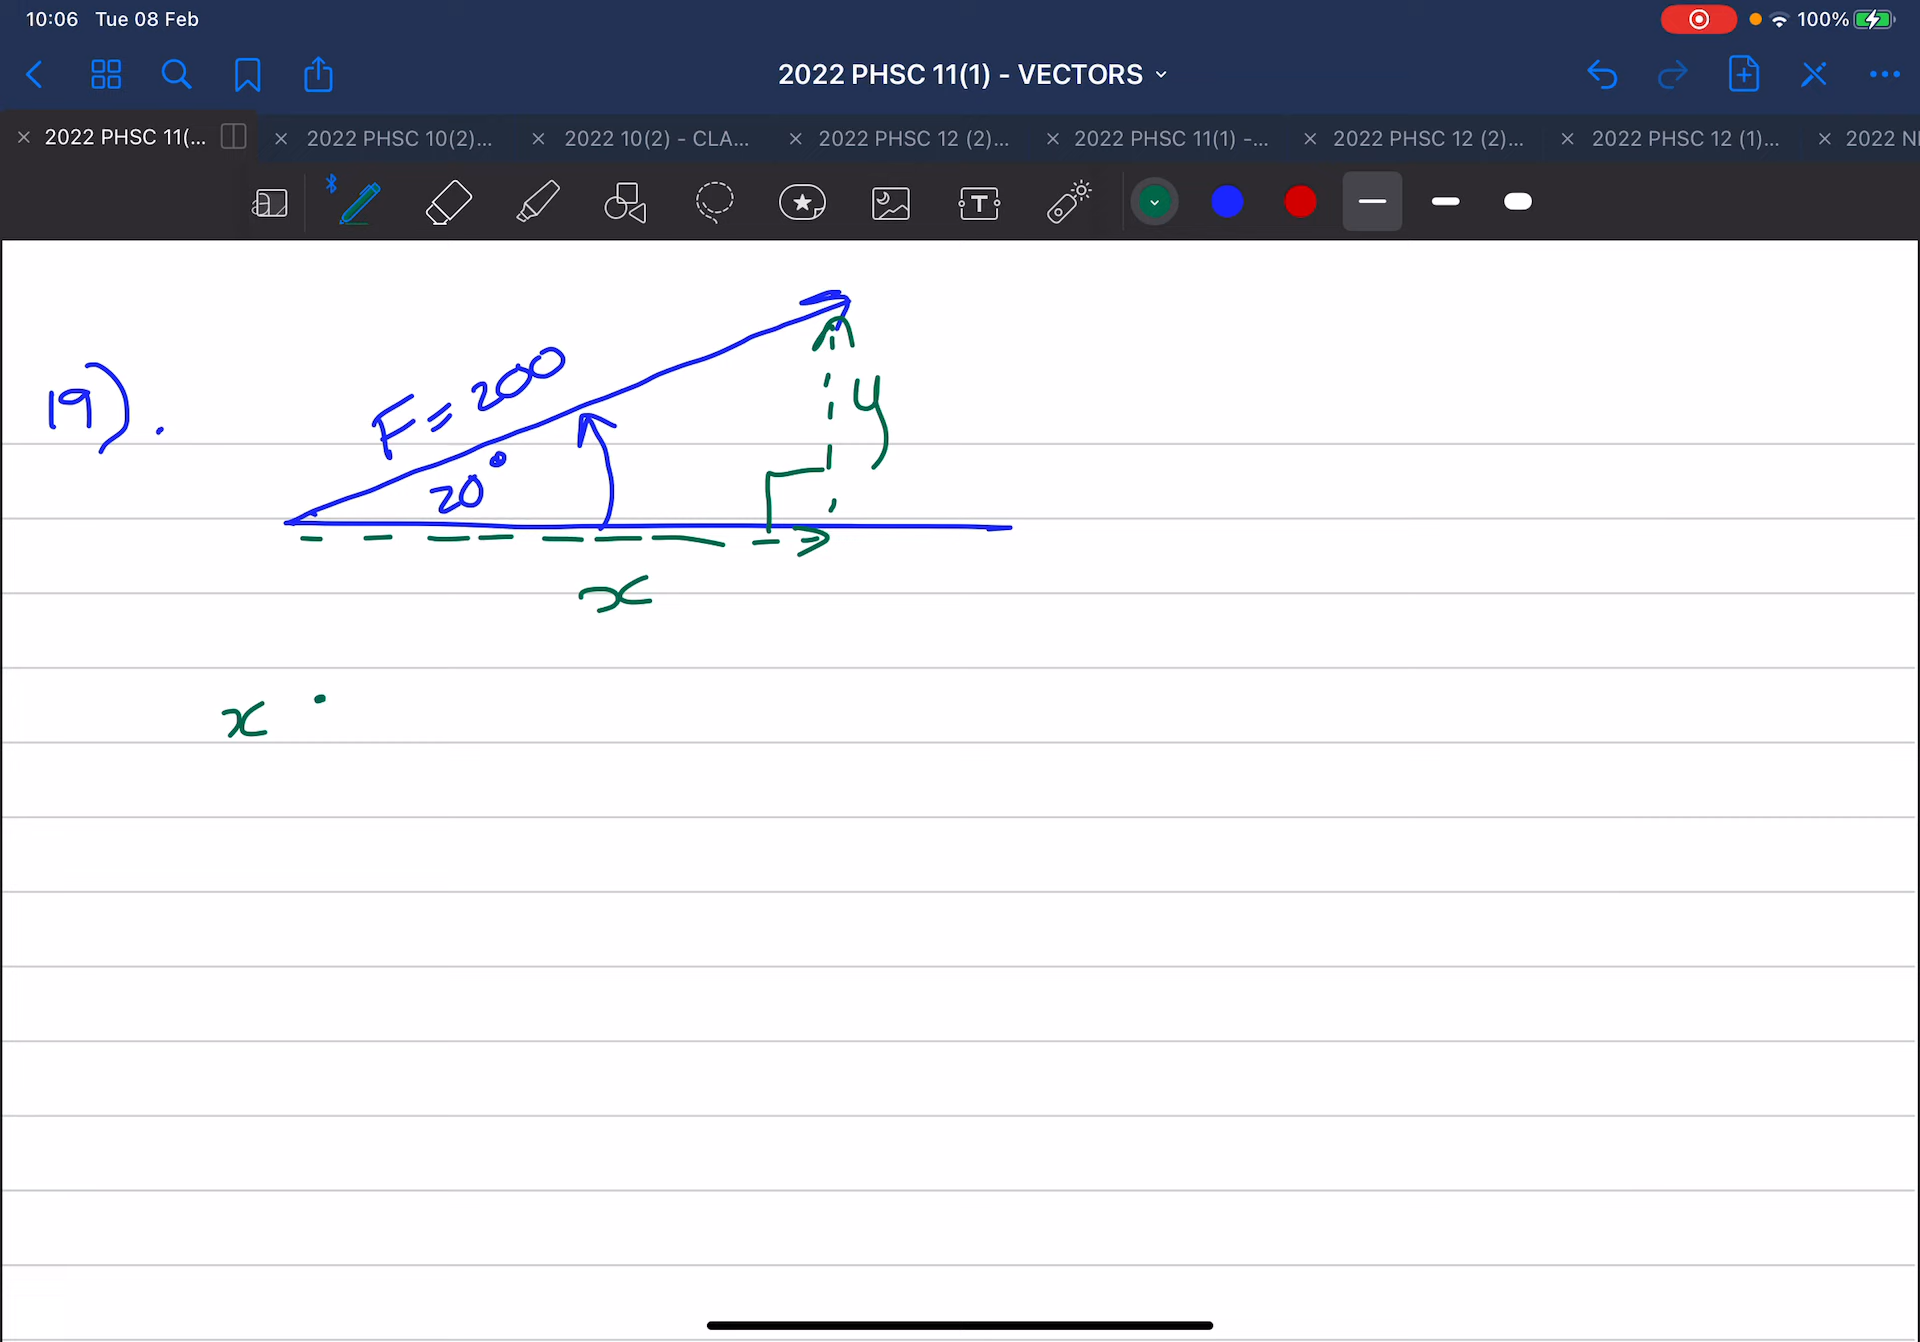 10:06 Tue 08 Feb 100%
2022 PHSC 11(1) - VECTORS
2022 PHSC 11(... 2022 PHSC 10(2)... 2022 10(2) - CLA... 2022 PHSC 12 (2)... 2022 PHSC 11(1) -... 2022 PHSC 12 (2)... 2022 PHSC 12 (1)... 2022 N
T
19).
F = 200
20°
y
x
x